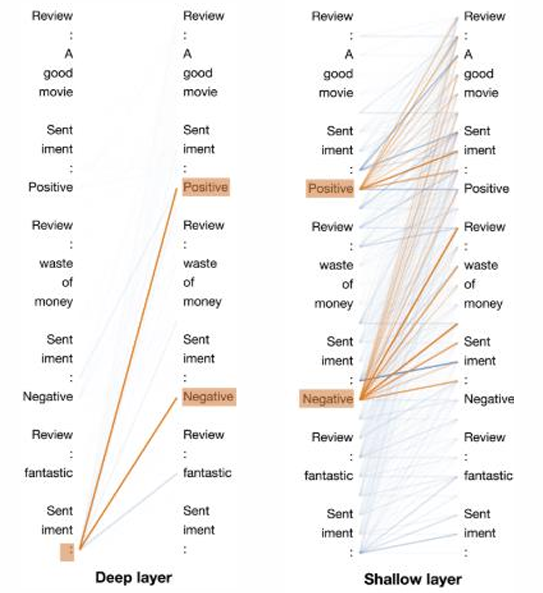 Review
:
A
good
movie
Sent
iment
:
Positive
Review
:
waste
of
money
Sent
iment
:
Negative
Review
:
fantastic
Sent
iment
:
Review
:
A
good
movie
Sent
iment
:
Positive
Review
:
waste
of
money
Sent
iment
:
Negative
Review
:
fantastic
Sent
iment
:
Deep layer
Review
:
A
good
movie
Sent
iment
:
Positive
Review
:
waste
of
money
Sent
iment
:
Negative
Review
:
fantastic
Sent
iment
:
Review
:
A
good
movie
Sent
iment
:
Positive
Review
:
waste
of
money
Sent
iment
:
Negative
Review
:
fantastic
Sent
iment
:
Shallow layer